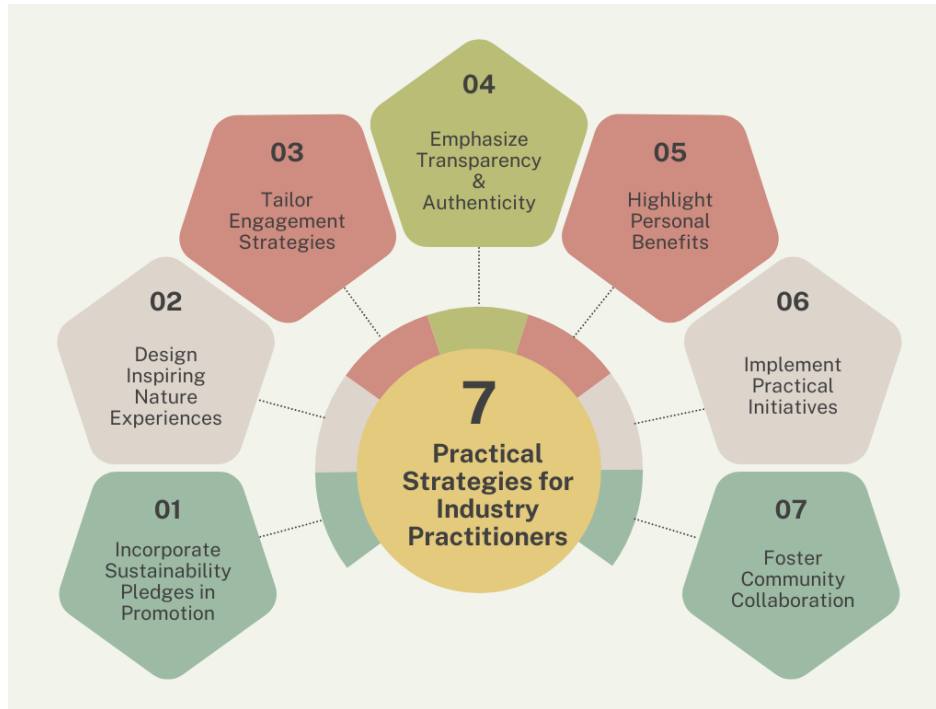 01
Incorporate
Sustainability
Pledges in
Promotion
02
Design
Inspiring
Nature
Experiences
03
Tailor
Engagement
Strategies
04
Emphasize
Transparency
&
Authenticity
05
Highlight
Personal
Benefits
06
Implement
Practical
Initiatives
07
Foster
Community
Collaboration
7
Practical
Strategies for
Industry
Practitioners